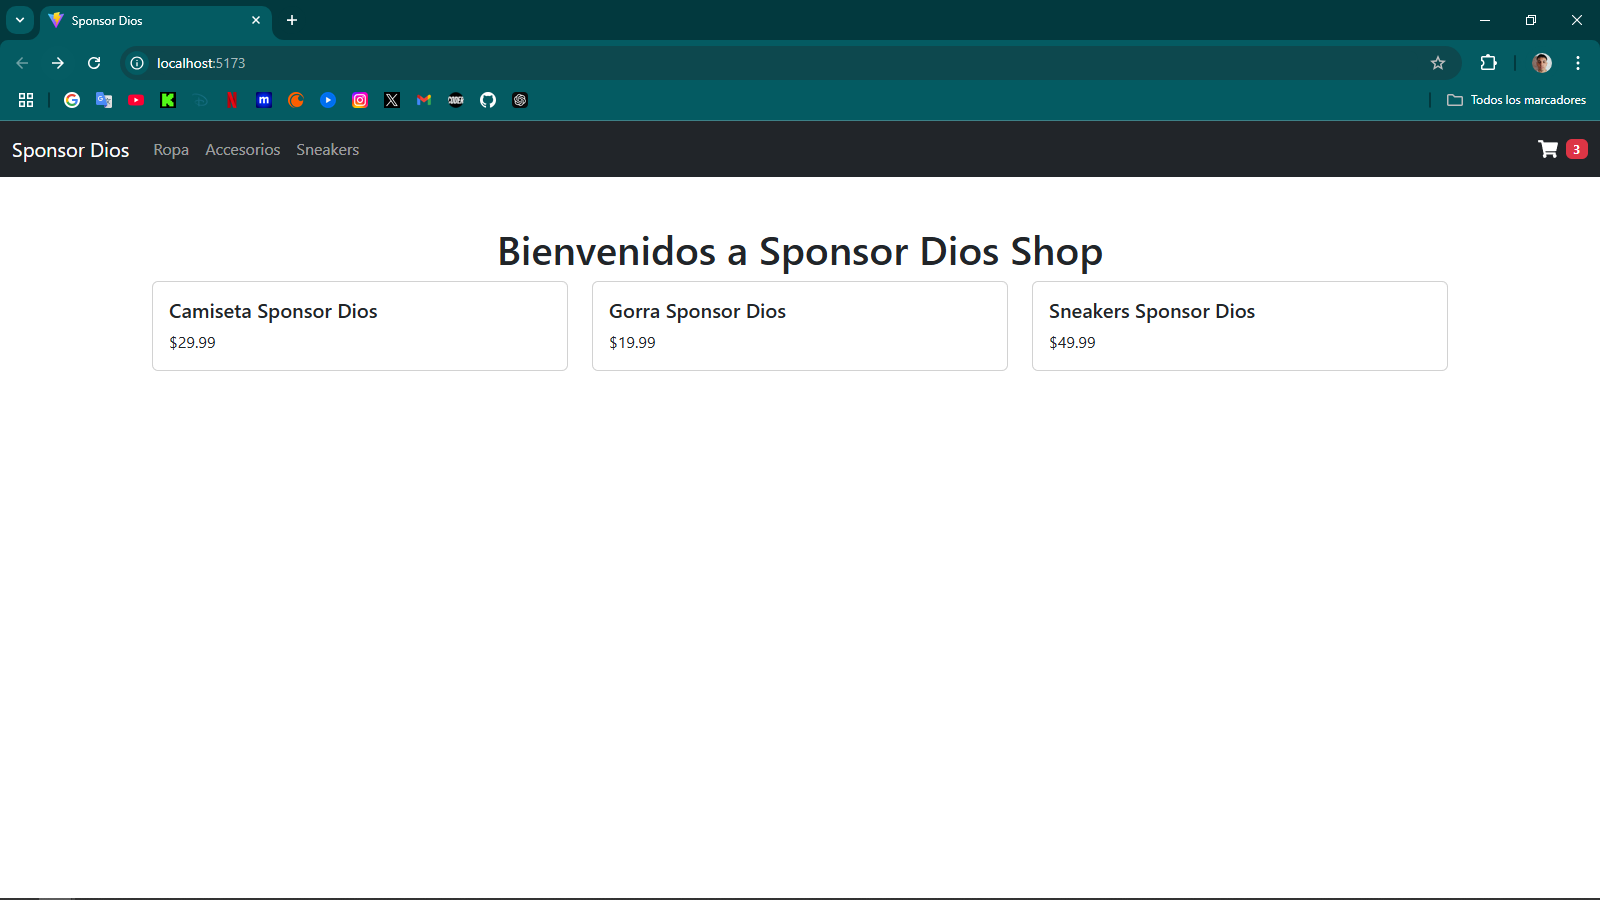 Sponsor Dios
localhost:5173
Todos los marcadores
Sponsor Dios Ropa Accesorios Sneakers 3
Bienvenidos a Sponsor Dios Shop
Camiseta Sponsor Dios
$29.99
Gorra Sponsor Dios
$19.99
Sneakers Sponsor Dios
$49.99